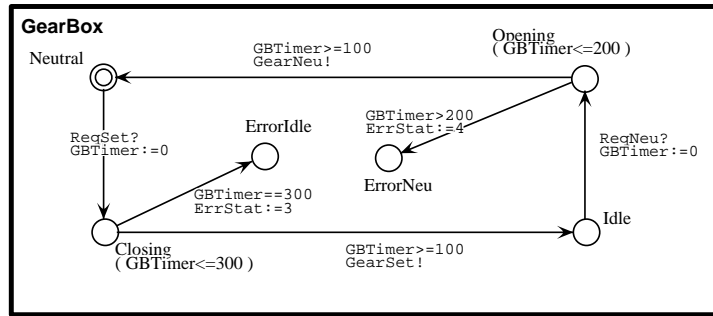 GearBox
Opening
( GBTimer<=200 )
GBTimer>=100
GearNeu!
Neutral
GBTimer>200
ErrStat:=4
ErrorIdle
ReqSet?
GBTimer:=0
ReqNeu?
GBTimer:=0
ErrorNeu
GBTimer==300
ErrStat:=3
Idle
Closing
( GBTimer<=300 )
GBTimer>=100
GearSet!